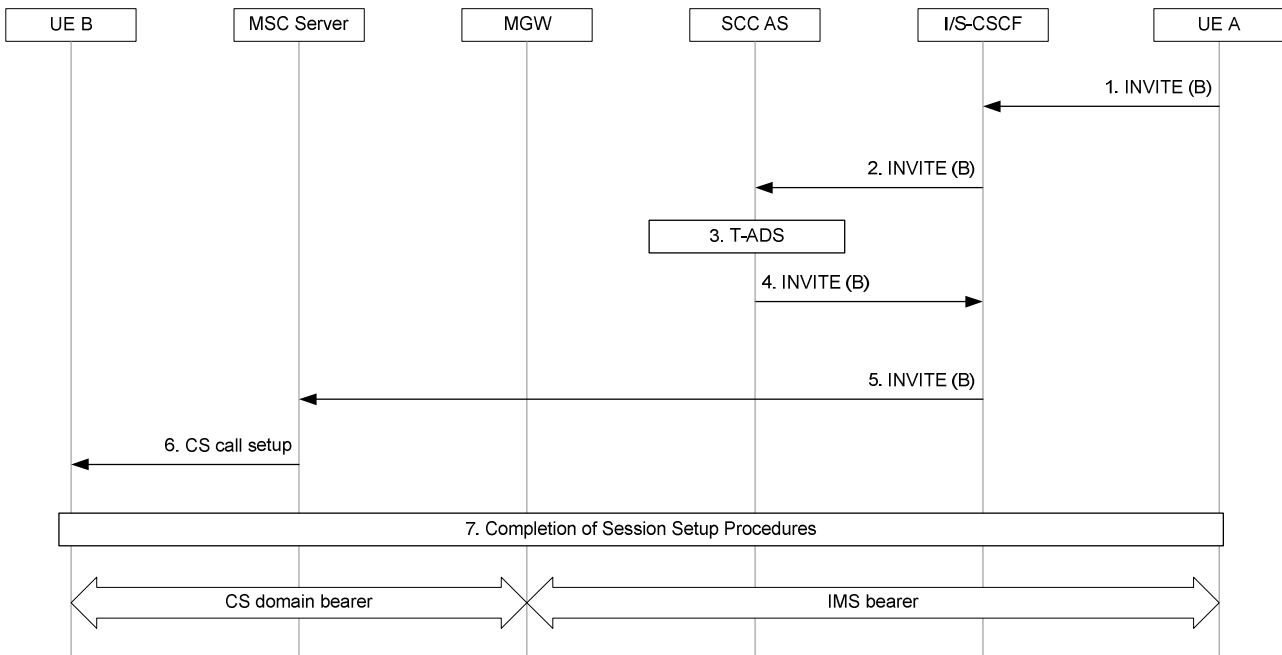 UE B
MSC Server
MGW
SCC AS
I/S-CSCF
UE A
1. INVITE (B)
2. INVITE (B)
3. T-ADS
4. INVITE (B)
5. INVITE (B)
6. CS call setup
7. Completion of Session Setup Procedures
CS domain bearer
IMS bearer